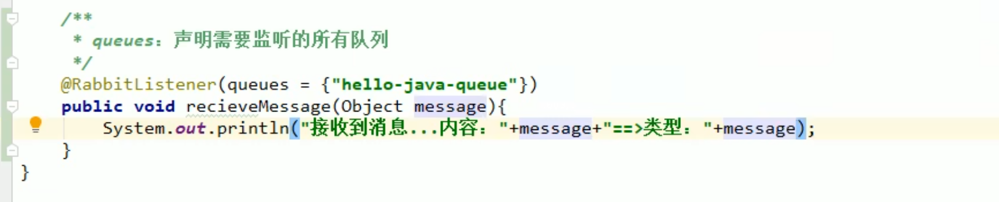 /**
* queues：声明需要监听的所有队列
*/
@RabbitListener(queues = {"hello-java-queue"})
public void recieveMessage(Object message){
System.out.println("接收到消息...内容："+message+"==>类型："+message);
}
}